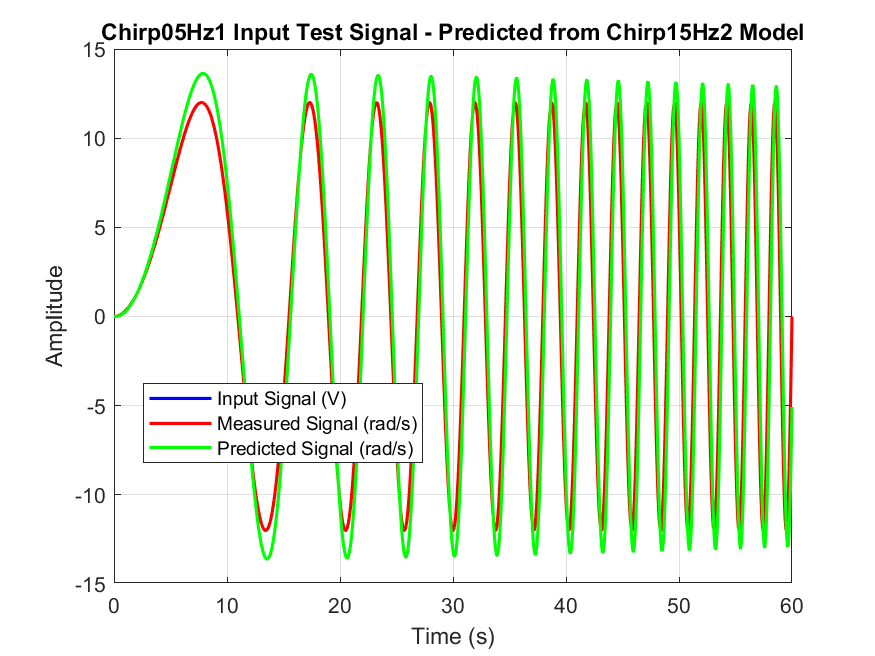 Chirp05Hz1 Input Test Signal - Predicted from Chirp15Hz2 Model
15
10
5
0
-5
-10
-15
Amplitude
Input Signal (V)
Measured Signal (rad/s)
Predicted Signal (rad/s)
0 10 20 30 40 50 60
Time (s)